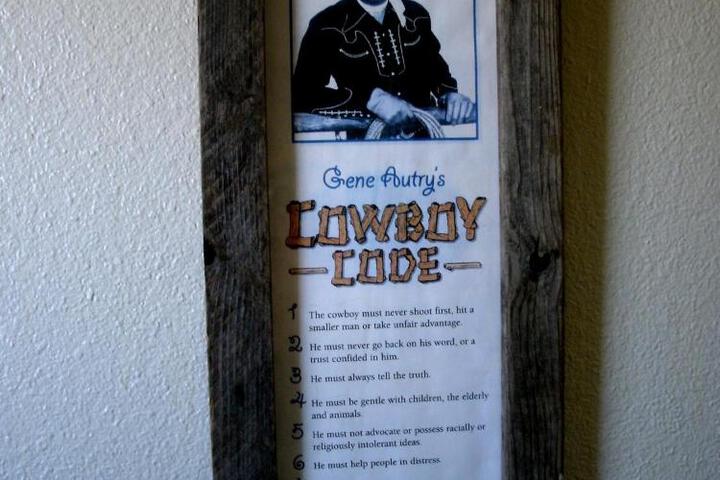 Gene Autry's
COWBOY
CODE
1 The cowboy must never shoot first, hit a
smaller man or take unfair advantage.
2 He must never go back on his word, or a
trust confided in him.
3 He must always tell the truth.
4 He must be gentle with children, the elderly
and animals.
5 He must not advocate or possess racially or
religiously intolerant ideas.
6 He must help people in distress.